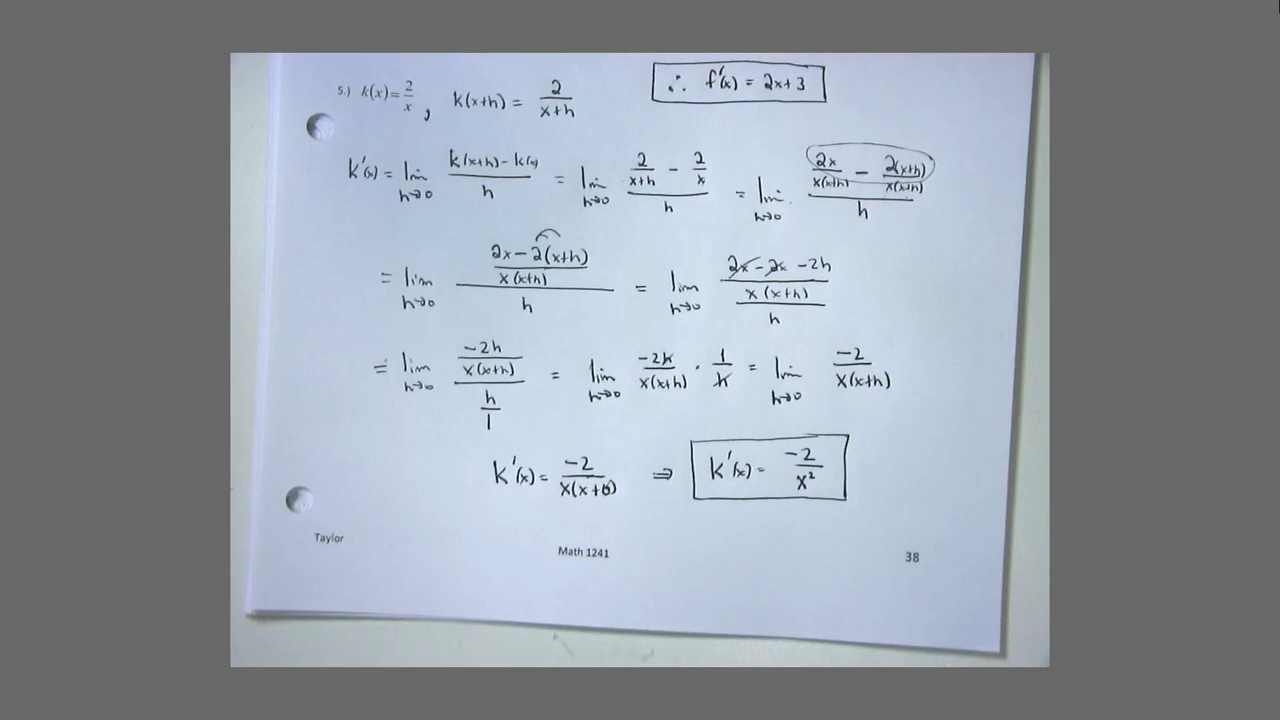 ∴ f'(x) = 2x+3
5.) k(x)= 2/x , k(x+h) = 2/(x+h)
k'(x) = lim h→0 (k(x+h) - k(x))/h = lim h→0 (2/(x+h) - 2/x)/h = lim h→0 (2x/(x(x+h)) - 2(x+h)/(x(x+h)))/h
= lim h→0 ((2x - 2(x+h))/(x(x+h)))/h = lim h→0 ((2x - 2x - 2h)/(x(x+h)))/h
= lim h→0 (-2h/(x(x+h)))/(h/1) = lim h→0 -2h/(x(x+h)) · 1/h = lim h→0 -2/(x(x+h))
k'(x) = -2/(x(x+0)) ⇒ k'(x) = -2/x²
Taylor Math 1241 38